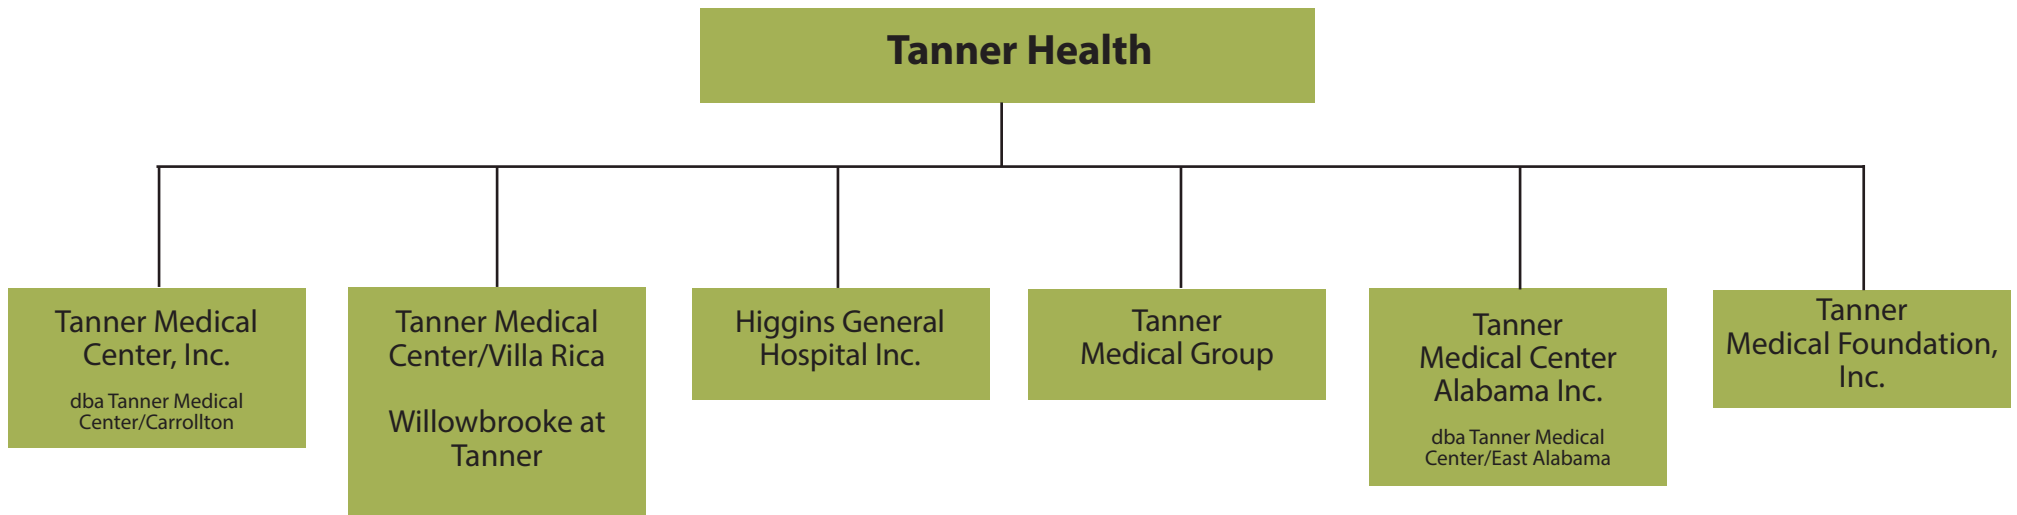 Tanner Health
Tanner Medical
Center, Inc.
dba Tanner Medical
Center/Carrollton
Tanner Medical
Center/Villa Rica
Willowbrooke at
Tanner
Higgins General
Hospital Inc.
Tanner
Medical Group
Tanner
Medical Center
Alabama Inc.
dba Tanner Medical
Center/East Alabama
Tanner
Medical Foundation,
Inc.